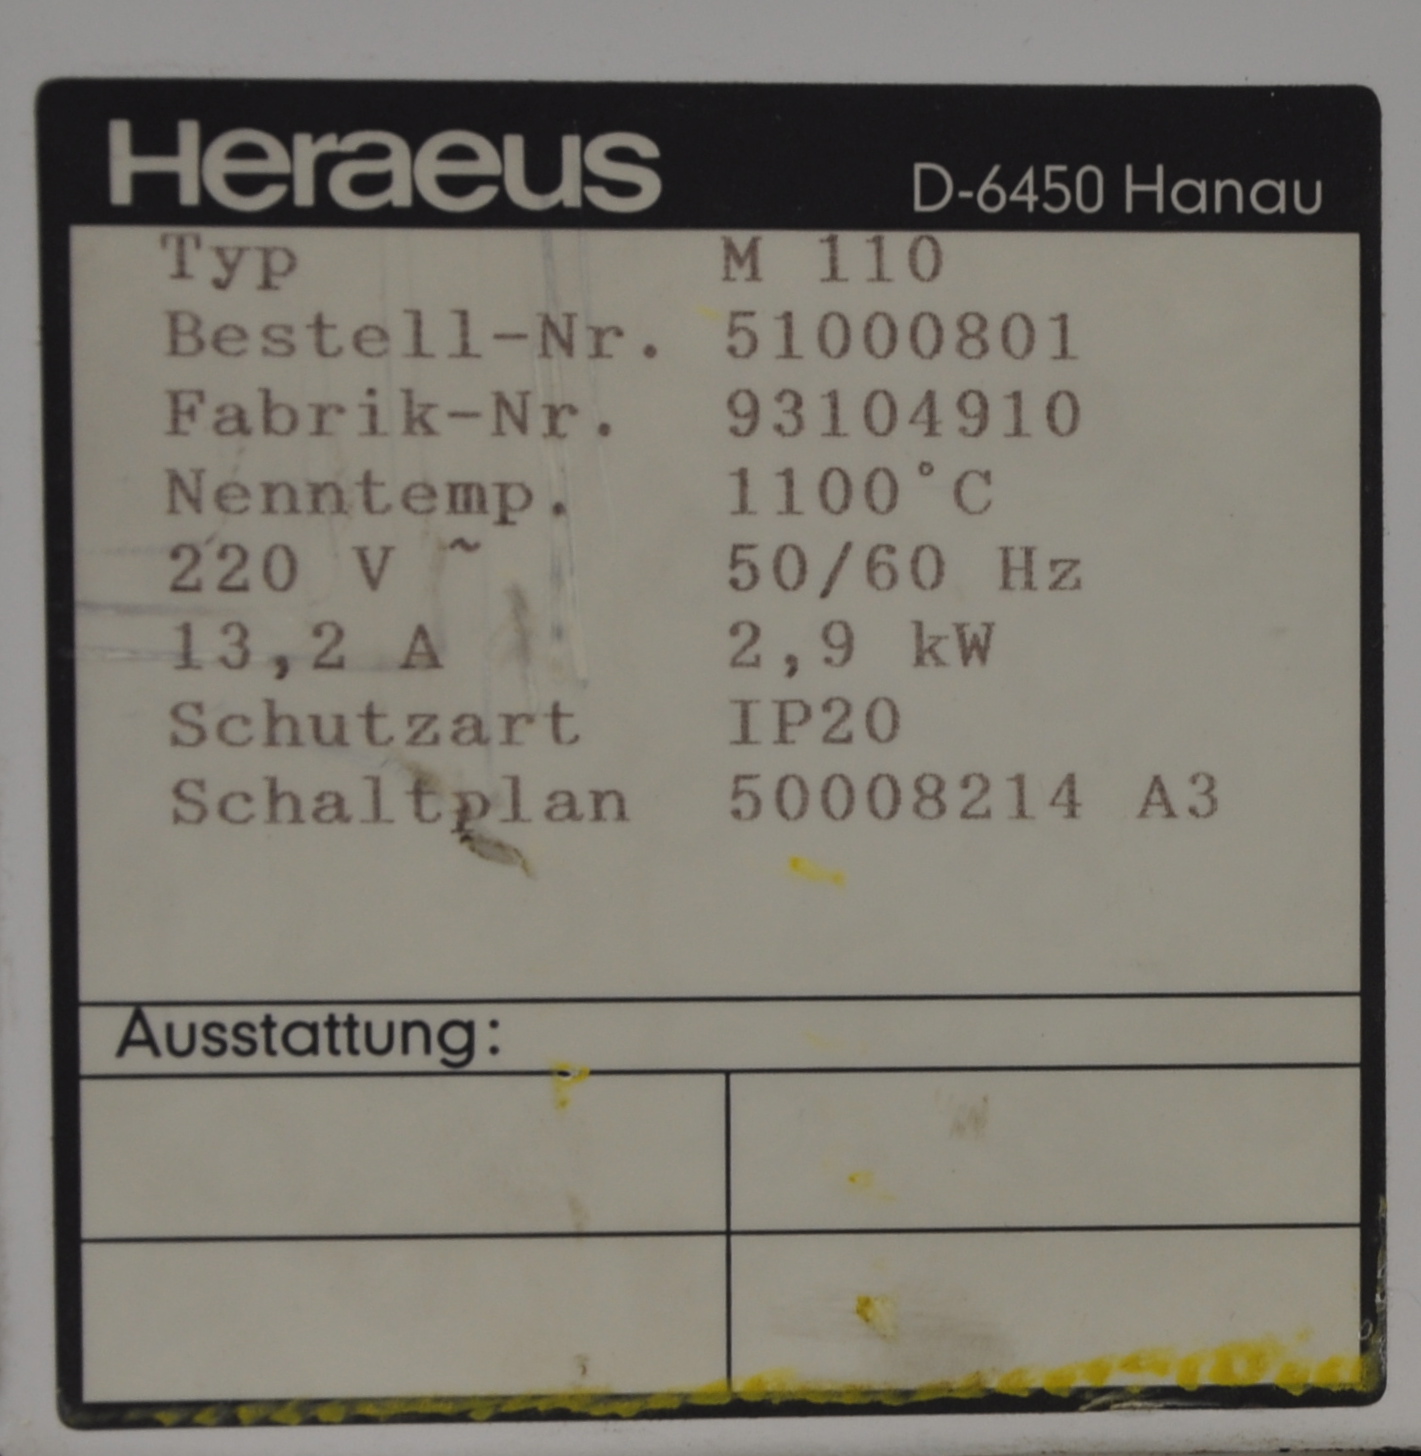 Heraeus
D-6450 Hanau
Typ M 110
Bestell-Nr. 51000801
Fabrik-Nr. 93104910
Nenntemp. 1100°C
220 V ~ 50/60 Hz
13,2 A 2,9 kW
Schutzart IP20
Schaltplan 50008214 A3
Ausstattung: